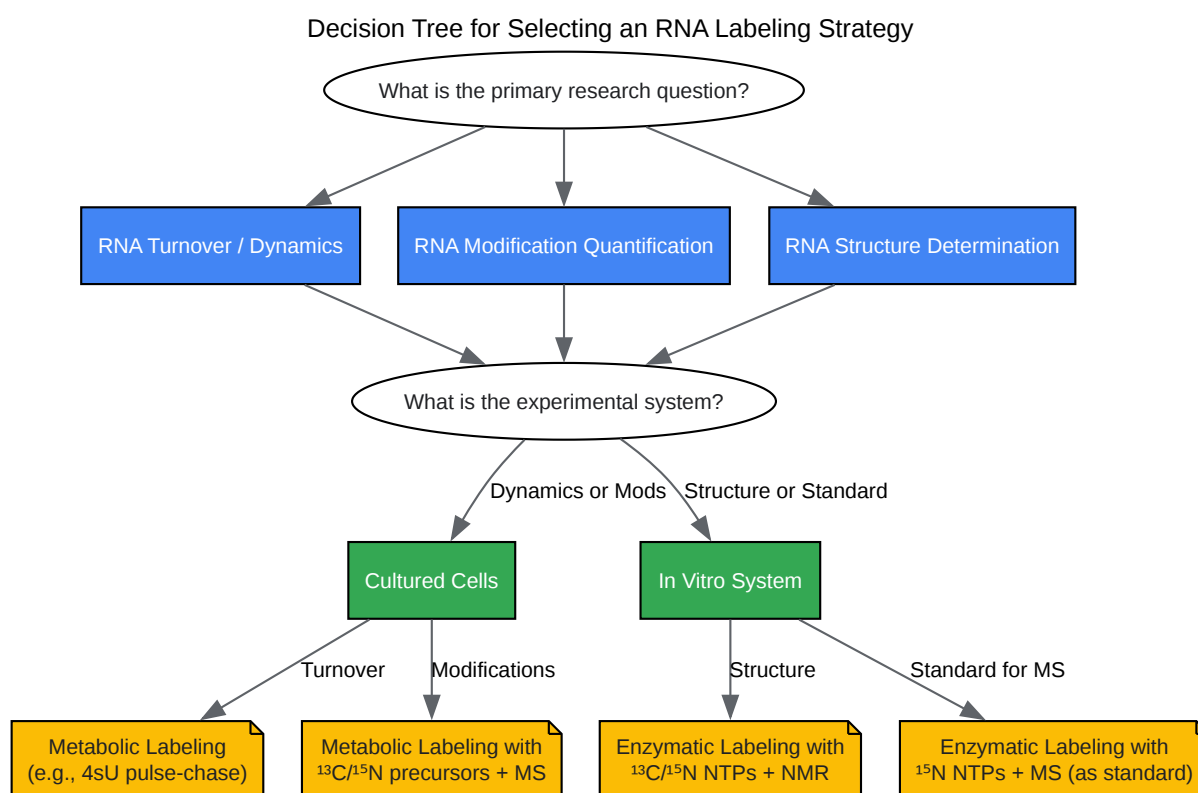 Decision Tree for Selecting an RNA Labeling Strategy
What is the primary research question?
RNA Turnover / Dynamics
RNA Modification Quantification
RNA Structure Determination
What is the experimental system?
Dynamics or Mods
Structure or Standard
Cultured Cells
In Vitro System
Turnover
Modifications
Structure
Standard for MS
Metabolic Labeling
(e.g., 4sU pulse-chase)
Metabolic Labeling with
¹³C/¹⁵N precursors + MS
Enzymatic Labeling with
¹³C/¹⁵N NTPs + NMR
Enzymatic Labeling with
¹⁵N NTPs + MS (as standard)